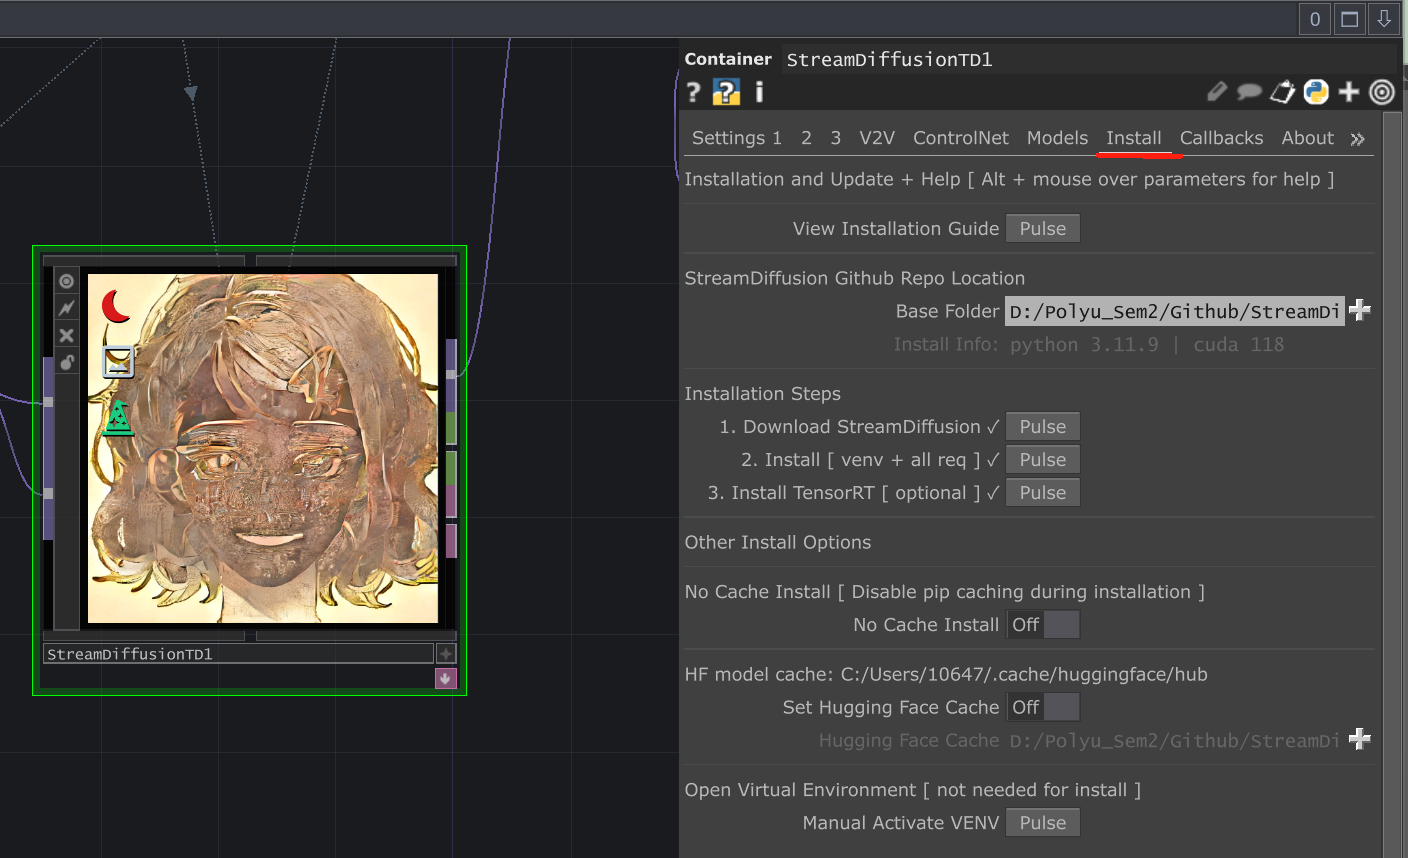 0
Container StreamDiffusionTD1
? ? i
Settings 1 2 3 V2V ControlNet Models Install Callbacks About »
Installation and Update + Help [ Alt + mouse over parameters for help ]
View Installation Guide Pulse
StreamDiffusion Github Repo Location
Base Folder D:/Polyu_Sem2/Github/StreamDi
Install Info: python 3.11.9 | cuda 118
Installation Steps
1. Download StreamDiffusion ✓ Pulse
2. Install [ venv + all req ] ✓ Pulse
3. Install TensorRT [ optional ] ✓ Pulse
Other Install Options
No Cache Install [ Disable pip caching during installation ]
No Cache Install Off
HF model cache: C:/Users/10647/.cache/huggingface/hub
Set Hugging Face Cache Off
Hugging Face Cache D:/Polyu_Sem2/Github/StreamDi
Open Virtual Environment [ not needed for install ]
Manual Activate VENV Pulse
StreamDiffusionTD1